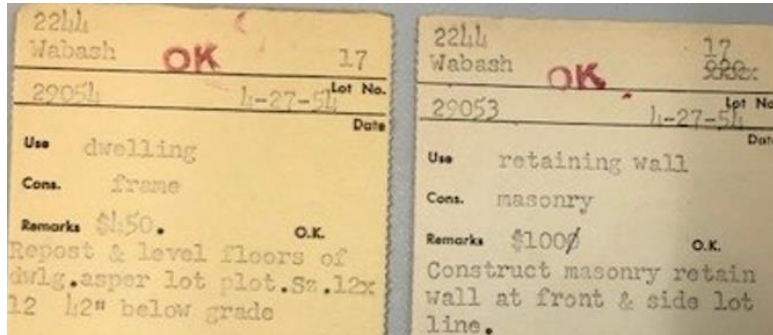 2244
Wabash OK 17
Lot No.
29054 4-27-54
Date
Use dwelling
Cons. frame
Remarks $450. O.K.
Repost & level floors of
dwlg.asper lot plot.Sz.12x
12 42" below grade
2244 17
Wabash OK
Lot No
29053 4-27-54
Dat
Use retaining wall
Cons. masonry
Remarks $100 O.K.
Construct masonry retain
wall at front & side lot
line.